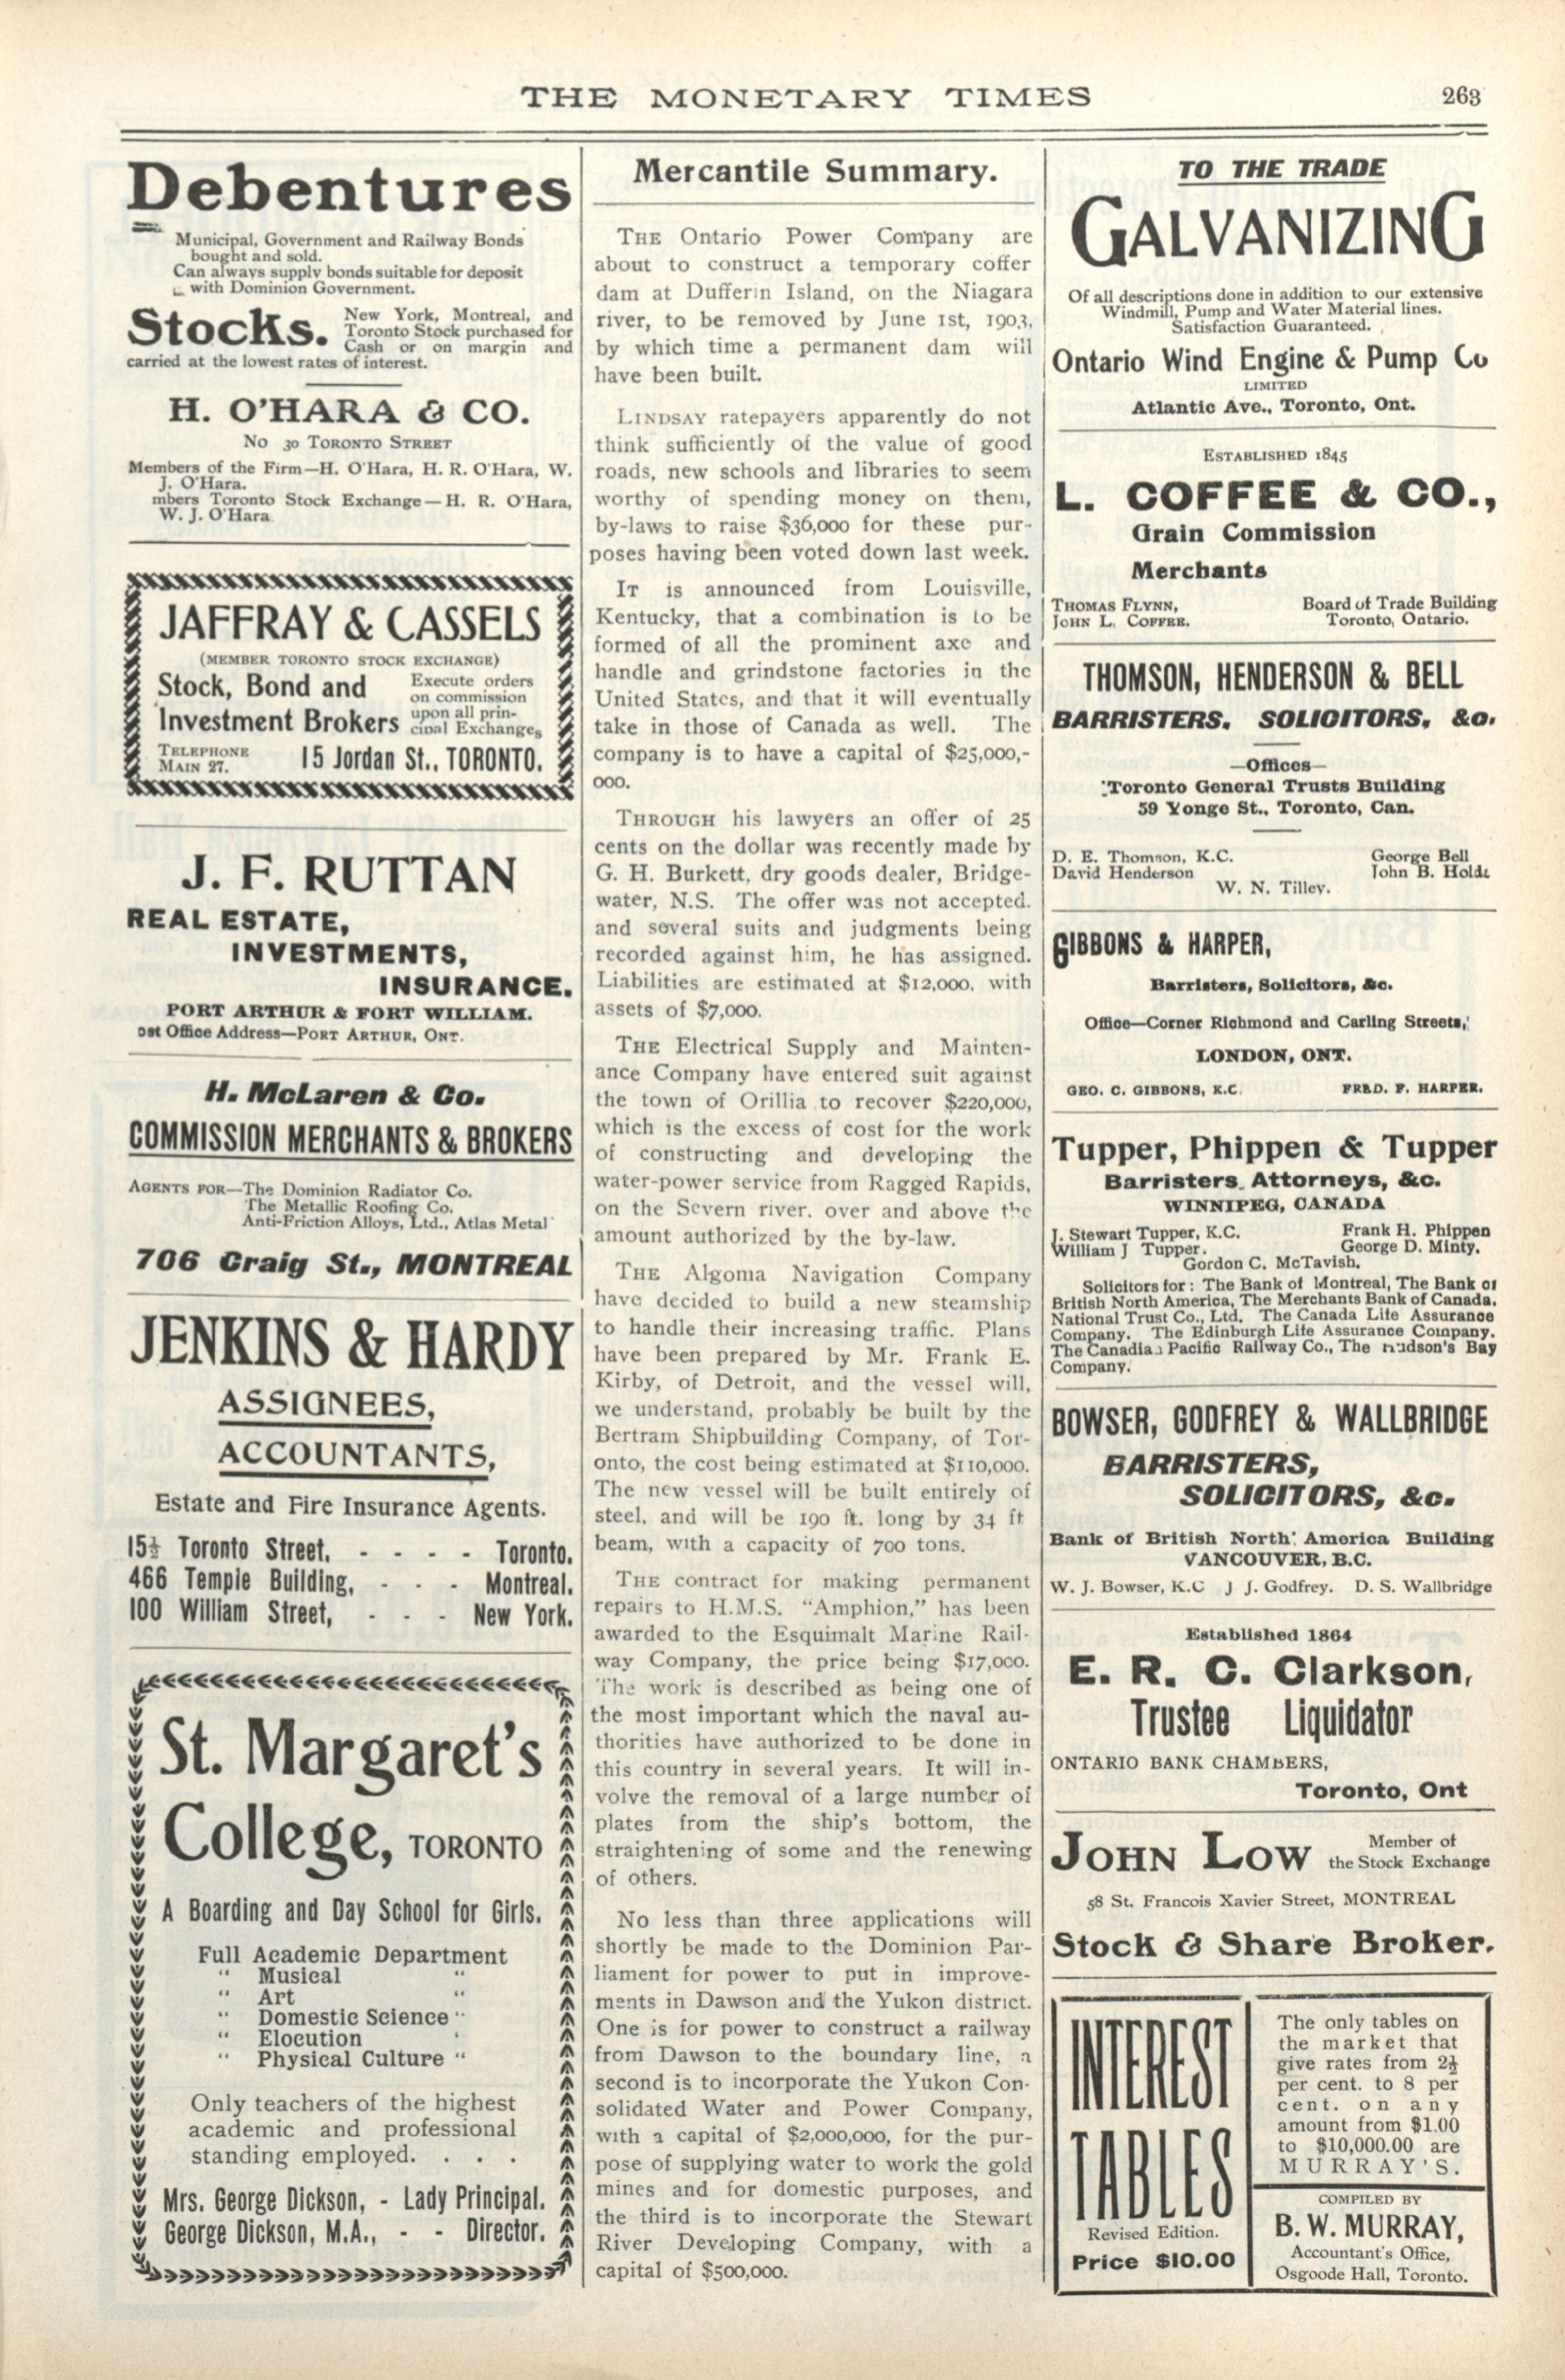 THE MONETARY TIMES
263
Debentures
Municipal, Government and Railway Bonds
bought and sold.
Can always supply bonds suitable for deposit
with Dominion Government.
Stocks.
New York, Montreal, and
Toronto Stock purchased for
Cash or on margin and
carried at the lowest rates of interest.
H. O'HARA & CO.
No 30 TORONTO STREET
Members of the Firm—H. O'Hara, H. R. O'Hara, W.
J. O'Hara.
mbers Toronto Stock Exchange—H. R. O'Hara,
W. J. O'Hara
JAFFRAY & CASSELS
(MEMBER TORONTO STOCK EXCHANGE)
Stock, Bond and
Investment Brokers
Execute orders
on commission
upon all prin-
cipal Exchanges
TELEPHONE
MAIN 27.
15 Jordan St., TORONTO.
J. F. RUTTAN
REAL ESTATE,
INVESTMENTS,
INSURANCE.
PORT ARTHUR & FORT WILLIAM.
ost Office Address—PORT ARTHUR, ONT.
H. McLaren & Co.
COMMISSION MERCHANTS & BROKERS
AGENTS FOR—The Dominion Radiator Co.
The Metallic Roofing Co.
Anti-Friction Alloys, Ltd., Atlas Metal
706 Craig St., MONTREAL
JENKINS & HARDY
ASSIGNEES,
ACCOUNTANTS,
Estate and Fire Insurance Agents.
15½ Toronto Street, - - - - Toronto.
466 Temple Building, - - - Montreal.
100 William Street, - - - New York.
St. Margaret's
College, TORONTO
A Boarding and Day School for Girls.
Full Academic Department
" Musical "
" Art "
" Domestic Science "
" Elocution "
" Physical Culture "
Only teachers of the highest
academic and professional
standing employed. . . .
Mrs. George Dickson, - Lady Principal.
George Dickson, M.A., - - Director.
Mercantile Summary.
THE Ontario Power Company are
about to construct a temporary coffer
dam at Dufferin Island, on the Niagara
river, to be removed by June 1st, 1903,
by which time a permanent dam will
have been built.
LINDSAY ratepayers apparently do not
think sufficiently of the value of good
roads, new schools and libraries to seem
worthy of spending money on them,
by-laws to raise $36,000 for these pur-
poses having been voted down last week.
IT is announced from Louisville,
Kentucky, that a combination is to be
formed of all the prominent axe and
handle and grindstone factories in the
United States, and that it will eventually
take in those of Canada as well. The
company is to have a capital of $25,000,-
000.
THROUGH his lawyers an offer of 25
cents on the dollar was recently made by
G. H. Burkett, dry goods dealer, Bridge-
water, N.S. The offer was not accepted.
and several suits and judgments being
recorded against him, he has assigned.
Liabilities are estimated at $12,000, with
assets of $7,000.
THE Electrical Supply and Mainten-
ance Company have entered suit against
the town of Orillia to recover $220,000,
which is the excess of cost for the work
of constructing and developing the
water-power service from Ragged Rapids,
on the Severn river, over and above the
amount authorized by the by-law.
THE Algoma Navigation Company
have decided to build a new steamship
to handle their increasing traffic. Plans
have been prepared by Mr. Frank E.
Kirby, of Detroit, and the vessel will,
we understand, probably be built by the
Bertram Shipbuilding Company, of Tor-
onto, the cost being estimated at $110,000.
The new vessel will be built entirely of
steel, and will be 190 ft. long by 34 ft
beam, with a capacity of 700 tons.
THE contract for making permanent
repairs to H.M.S. "Amphion," has been
awarded to the Esquimalt Marine Rail-
way Company, the price being $17,000.
The work is described as being one of
the most important which the naval au-
thorities have authorized to be done in
this country in several years. It will in-
volve the removal of a large number of
plates from the ship's bottom, the
straightening of some and the renewing
of others.
No less than three applications will
shortly be made to the Dominion Par-
liament for power to put in improve-
ments in Dawson and the Yukon district.
One is for power to construct a railway
from Dawson to the boundary line, a
second is to incorporate the Yukon Con-
solidated Water and Power Company,
with a capital of $2,000,000, for the pur-
pose of supplying water to work the gold
mines and for domestic purposes, and
the third is to incorporate the Stewart
River Developing Company, with a
capital of $500,000.
TO THE TRADE
GALVANIZING
Of all descriptions done in addition to our extensive
Windmill, Pump and Water Material lines.
Satisfaction Guaranteed.
Ontario Wind Engine & Pump Co
LIMITED
Atlantic Ave., Toronto, Ont.
ESTABLISHED 1845
L. COFFEE & CO.,
Grain Commission
Merchants
THOMAS FLYNN,
JOHN L. COFFEE.
Board of Trade Building
Toronto, Ontario.
THOMSON, HENDERSON & BELL
BARRISTERS, SOLICITORS, &c.
—Offices—
Toronto General Trusts Building
59 Yonge St., Toronto, Can.
D. E. Thomson, K.C.
David Henderson
George Bell
John B. Holde
W. N. Tilley.
GIBBONS & HARPER,
Barristers, Solicitors, &c.
Office—Corner Richmond and Carling Streets,
LONDON, ONT.
GEO. C. GIBBONS, K.C.
FRED. F. HARPER.
Tupper, Phippen & Tupper
Barristers, Attorneys, &c.
WINNIPEG, CANADA
J. Stewart Tupper, K.C.
Frank H. Phippen
William J Tupper.
George D. Minty.
Gordon C. McTavish.
Solicitors for: The Bank of Montreal, The Bank of
British North America, The Merchants Bank of Canada.
National Trust Co., Ltd. The Canada Life Assurance
Company. The Edinburgh Life Assurance Company.
The Canadian Pacific Railway Co., The Hudson's Bay
Company.
BOWSER, GODFREY & WALLBRIDGE
BARRISTERS,
SOLICITORS, &c.
Bank of British North America Building
VANCOUVER, B.C.
W. J. Bowser, K.C J J. Godfrey. D. S. Wallbridge
Established 1864
E. R. C. Clarkson,
Trustee Liquidator
ONTARIO BANK CHAMBERS,
Toronto, Ont
JOHN LOW
Member of
the Stock Exchange
58 St. Francois Xavier Street, MONTREAL
Stock & Share Broker.
INTEREST
TABLES
Revised Edition.
Price $10.00
The only tables on
the market that
give rates from 2½
per cent. to 8 per
cent. on any
amount from $1.00
to $10,000.00 are
MURRAY'S.
COMPILED BY
B. W. MURRAY,
Accountant's Office,
Osgoode Hall, Toronto.